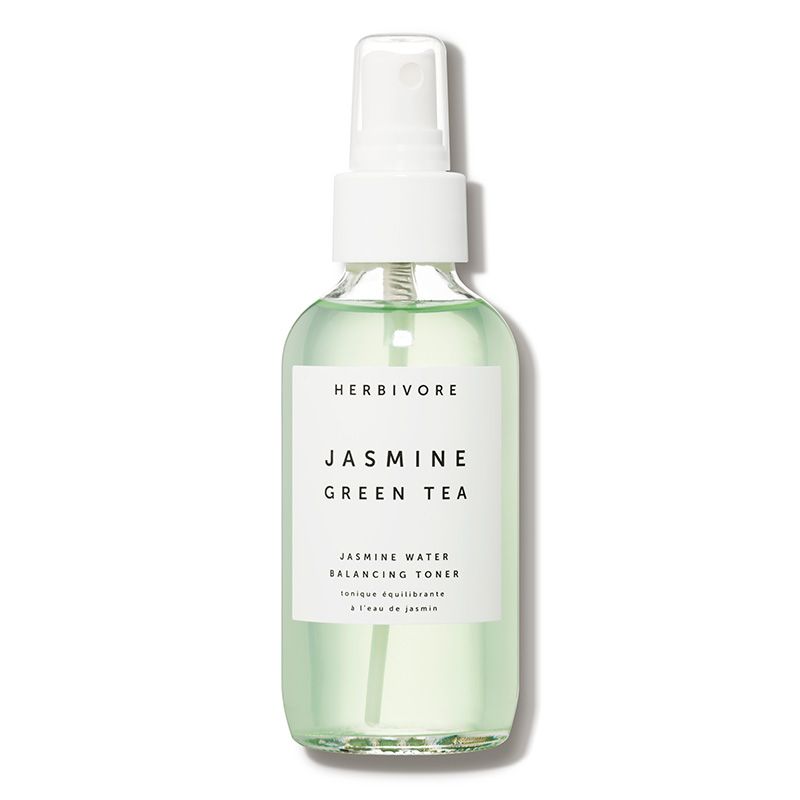 HERBIVORE
JASMINE
GREEN TEA
JASMINE WATER
BALANCING TONER
tonique équilibrante
à l'eau de jasmin